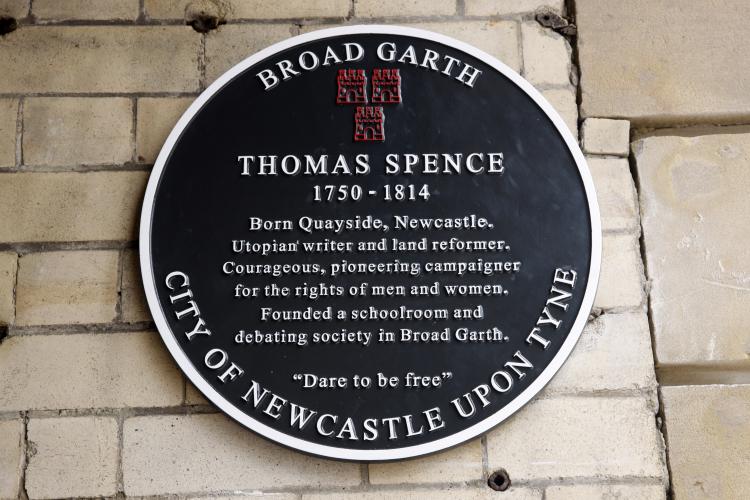 BROAD GARTH
THOMAS SPENCE
1750 - 1814
Born Quayside, Newcastle.
Utopian writer and land reformer.
Courageous, pioneering campaigner
for the rights of men and women.
Founded a schoolroom and
debating society in Broad Garth.
“Dare to be free”
CITY OF NEWCASTLE UPON TYNE